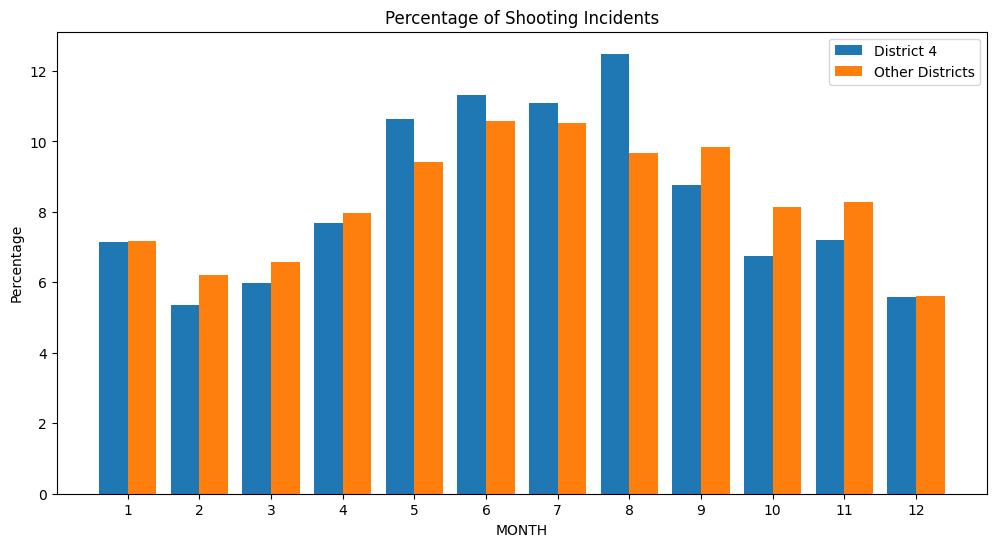 Percentage of Shooting Incidents
District 4
Other Districts
Percentage
12
10
8
6
4
2
0
1 2 3 4 5 6 7 8 9 10 11 12
MONTH